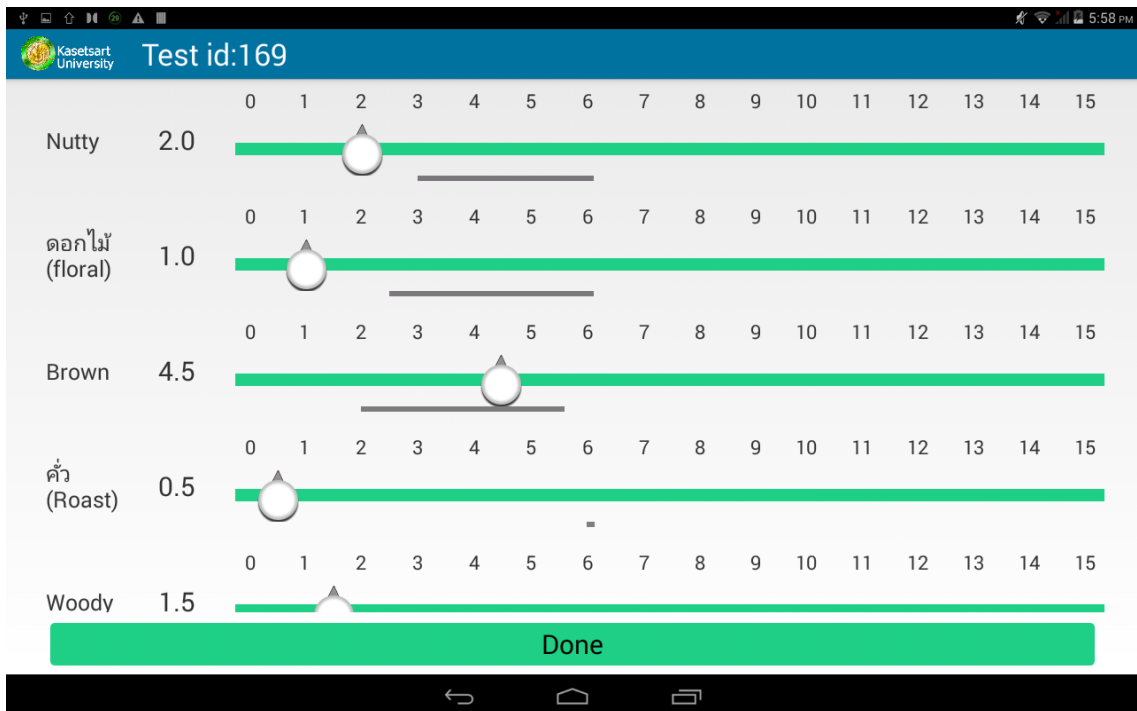 20 5:58 PM
Kasetsart
University
Test id:169
0 1 2 3 4 5 6 7 8 9 10 11 12 13 14 15
Nutty 2.0
0 1 2 3 4 5 6 7 8 9 10 11 12 13 14 15
ดอกไม้
(floral) 1.0
0 1 2 3 4 5 6 7 8 9 10 11 12 13 14 15
Brown 4.5
0 1 2 3 4 5 6 7 8 9 10 11 12 13 14 15
คั่ว
(Roast) 0.5
0 1 2 3 4 5 6 7 8 9 10 11 12 13 14 15
Woody 1.5
Done